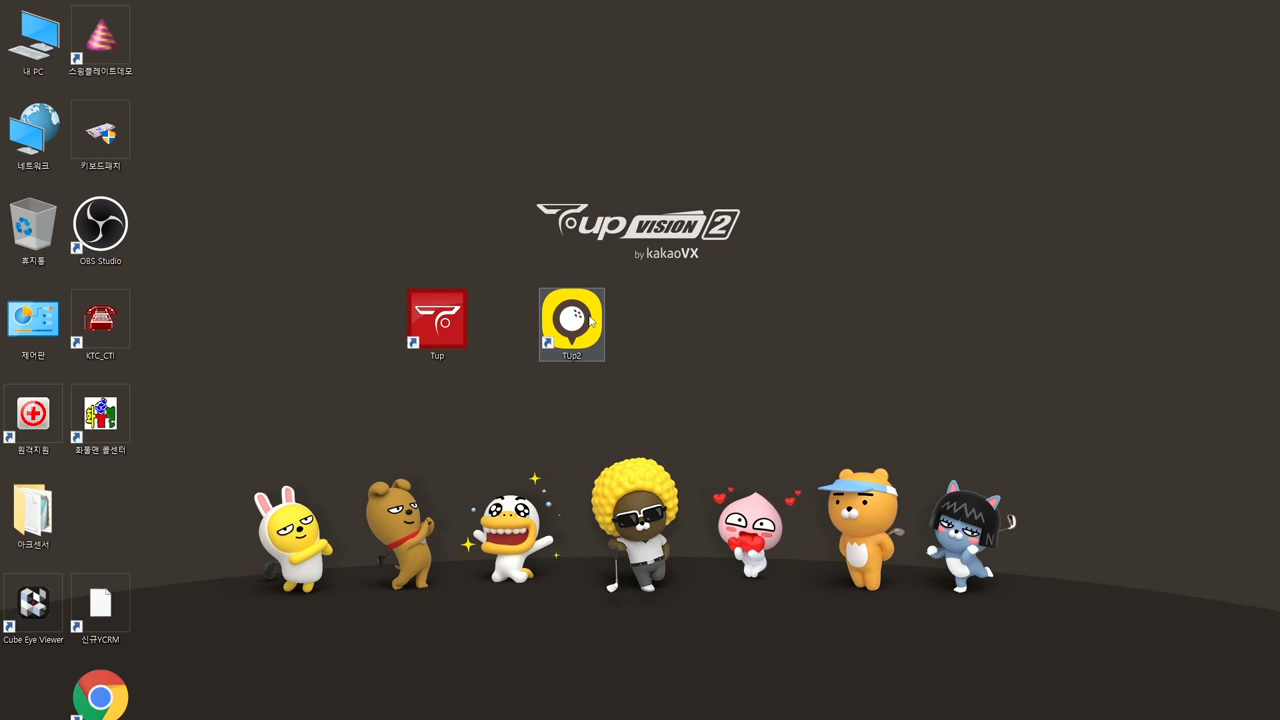 내 PC
스윙플레이트데모
네트워크
키보드패치
휴지통
OBS Studio
제어판
KTC_CTI
원격지원
화물맨 콜센터
아크센서
Cube Eye Viewer
신규YCRM
Tup VISION 2
by kakaoVX
Tup
TUp2
N